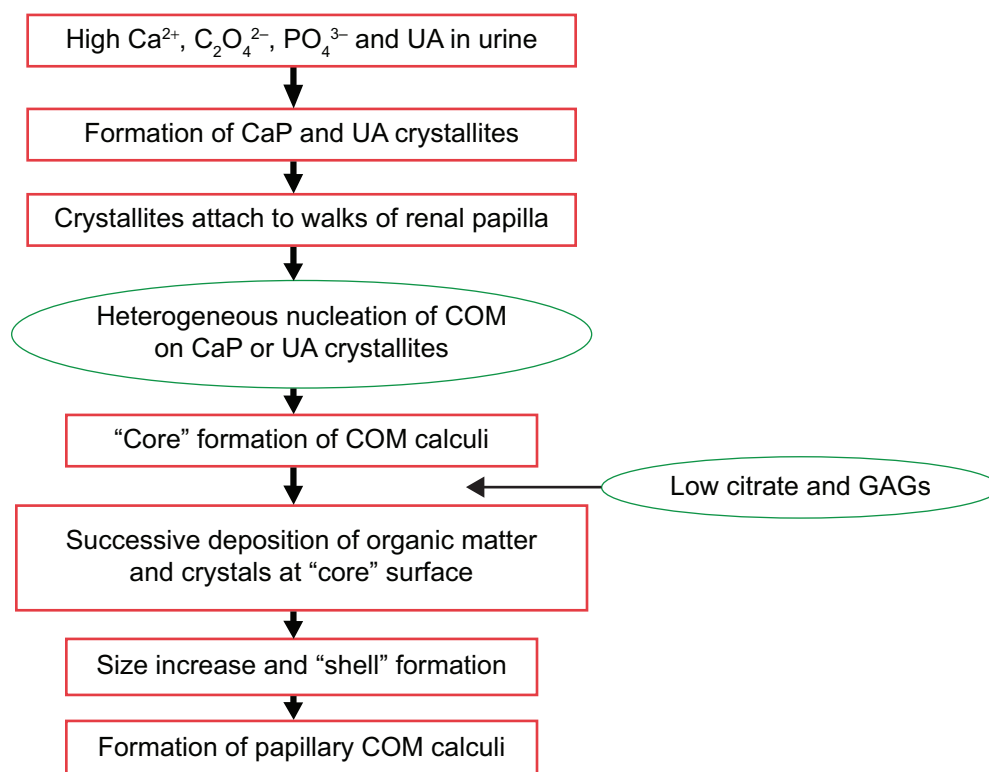 High Ca²⁺, C₂O₄²⁻, PO₄³⁻ and UA in urine
Formation of CaP and UA crystallites
Crystallites attach to walks of renal papilla
Heterogeneous nucleation of COM
on CaP or UA crystallites
“Core” formation of COM calculi
Low citrate and GAGs
Successive deposition of organic matter
and crystals at “core” surface
Size increase and “shell” formation
Formation of papillary COM calculi